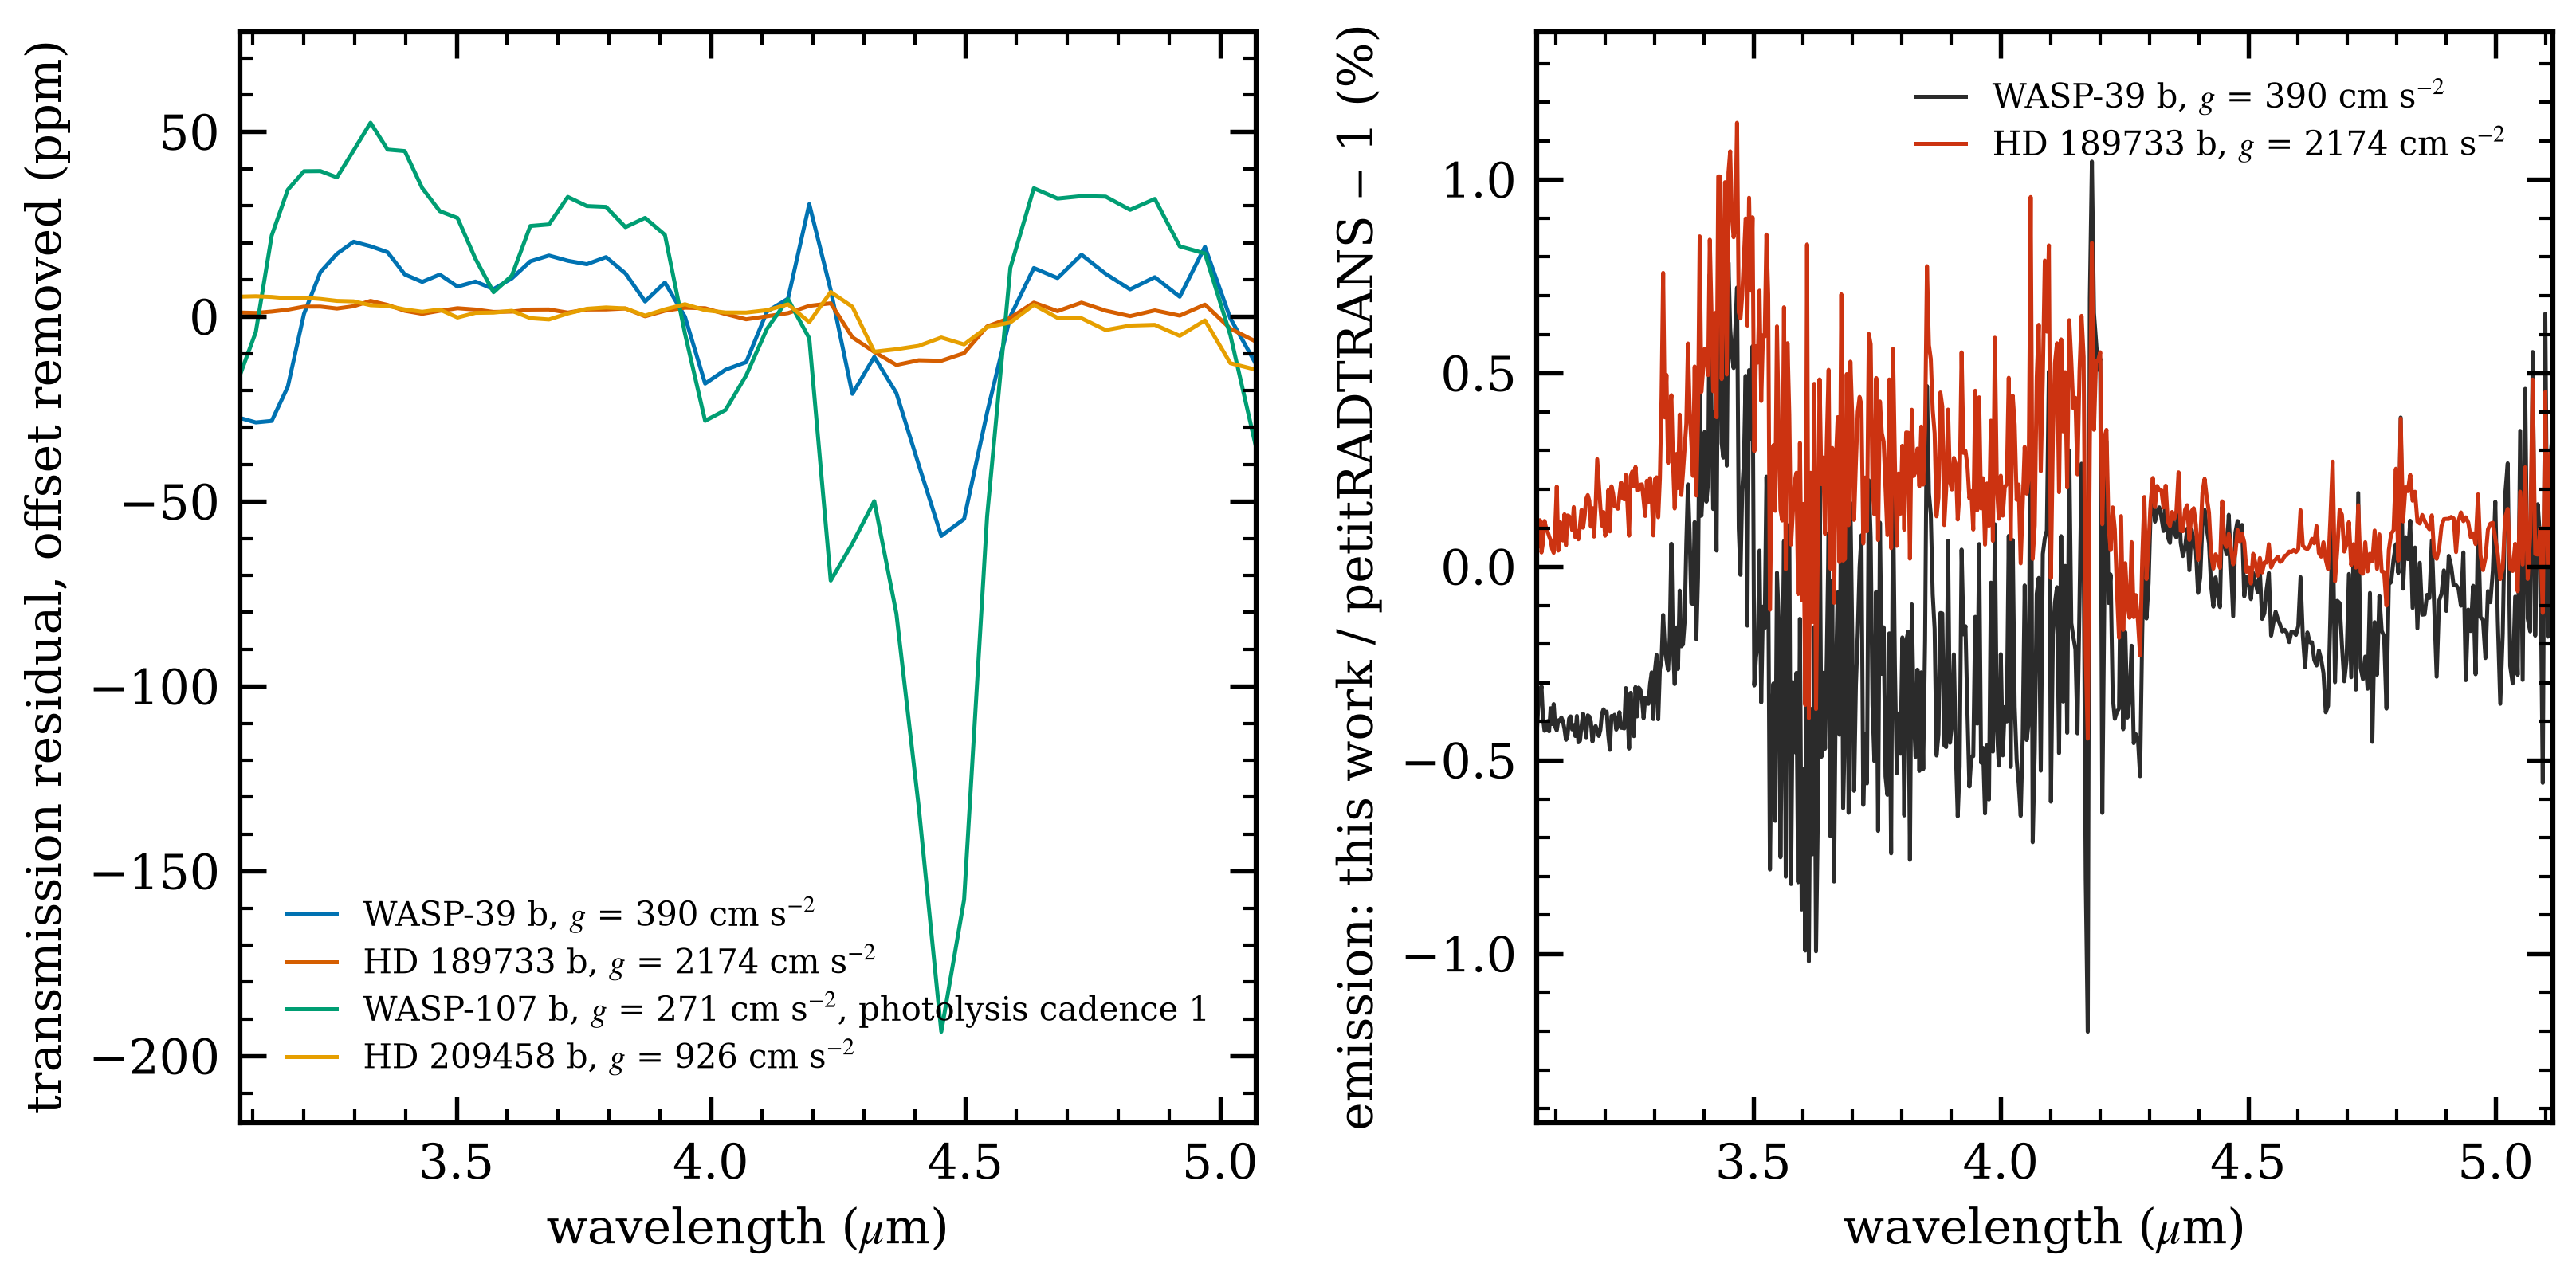 transmission residual, offset removed (ppm)
50
0
−50
−100
−150
−200
WASP-39 b, g = 390 cm s⁻²
HD 189733 b, g = 2174 cm s⁻²
WASP-107 b, g = 271 cm s⁻², photolysis cadence 1
HD 209458 b, g = 926 cm s⁻²
3.5 4.0 4.5 5.0
wavelength (μm)
emission: this work / petitRADTRANS − 1 (%)
1.0
0.5
0.0
−0.5
−1.0
WASP-39 b, g = 390 cm s⁻²
HD 189733 b, g = 2174 cm s⁻²
3.5 4.0 4.5 5.0
wavelength (μm)